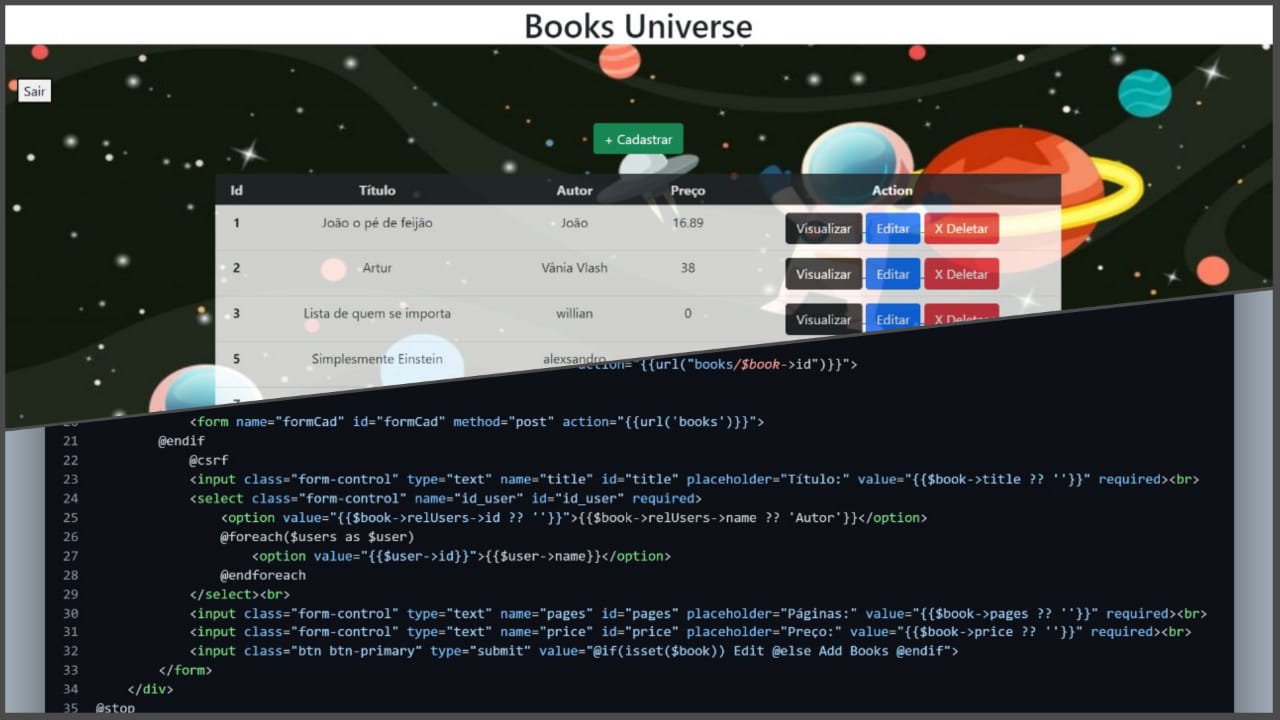 Books Universe
Sair
+ Cadastrar
Id Título Autor Preço Action
1 João o pé de feijão João 16.89 Visualizar Editar X Deletar
2 Artur Vânia Vlash 38 Visualizar Editar X Deletar
3 Lista de quem se importa willian 0 Visualizar Editar X Deletar
5 Simplesmente Einstein alexsandro
action="{{url("books/$book->id")}}">
20 <form name="formCad" id="formCad" method="post" action="{{url('books')}}">
21 @endif
22 @csrf
23 <input class="form-control" type="text" name="title" id="title" placeholder="Título:" value="{{$book->title ?? ''}}" required><br>
24 <select class="form-control" name="id_user" id="id_user" required>
25 <option value="{{$book->relUsers->id ?? ''}}">{{$book->relUsers->name ?? 'Autor'}}</option>
26 @foreach($users as $user)
27 <option value="{{$user->id}}">{{$user->name}}</option>
28 @endforeach
29 </select><br>
30 <input class="form-control" type="text" name="pages" id="pages" placeholder="Páginas:" value="{{$book->pages ?? ''}}" required><br>
31 <input class="form-control" type="text" name="price" id="price" placeholder="Preço:" value="{{$book->price ?? ''}}" required><br>
32 <input class="btn btn-primary" type="submit" value="@if(isset($book)) Edit @else Add Books @endif">
33 </form>
34 </div>
35 @stop